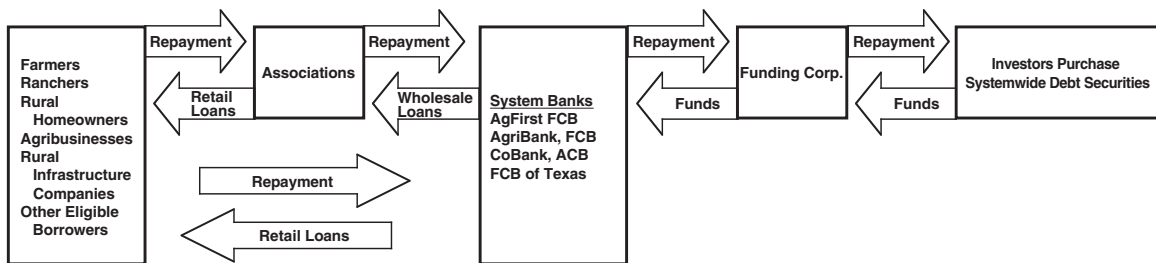 Farmers
Ranchers
Rural
Homeowners
Agribusinesses
Rural
Infrastructure
Companies
Other Eligible
Borrowers
Repayment
Retail
Loans
Associations
Repayment
Wholesale
Loans
Repayment
Retail Loans
System Banks
AgFirst FCB
AgriBank, FCB
CoBank, ACB
FCB of Texas
Repayment
Funds
Funding Corp.
Repayment
Funds
Investors Purchase
Systemwide Debt Securities